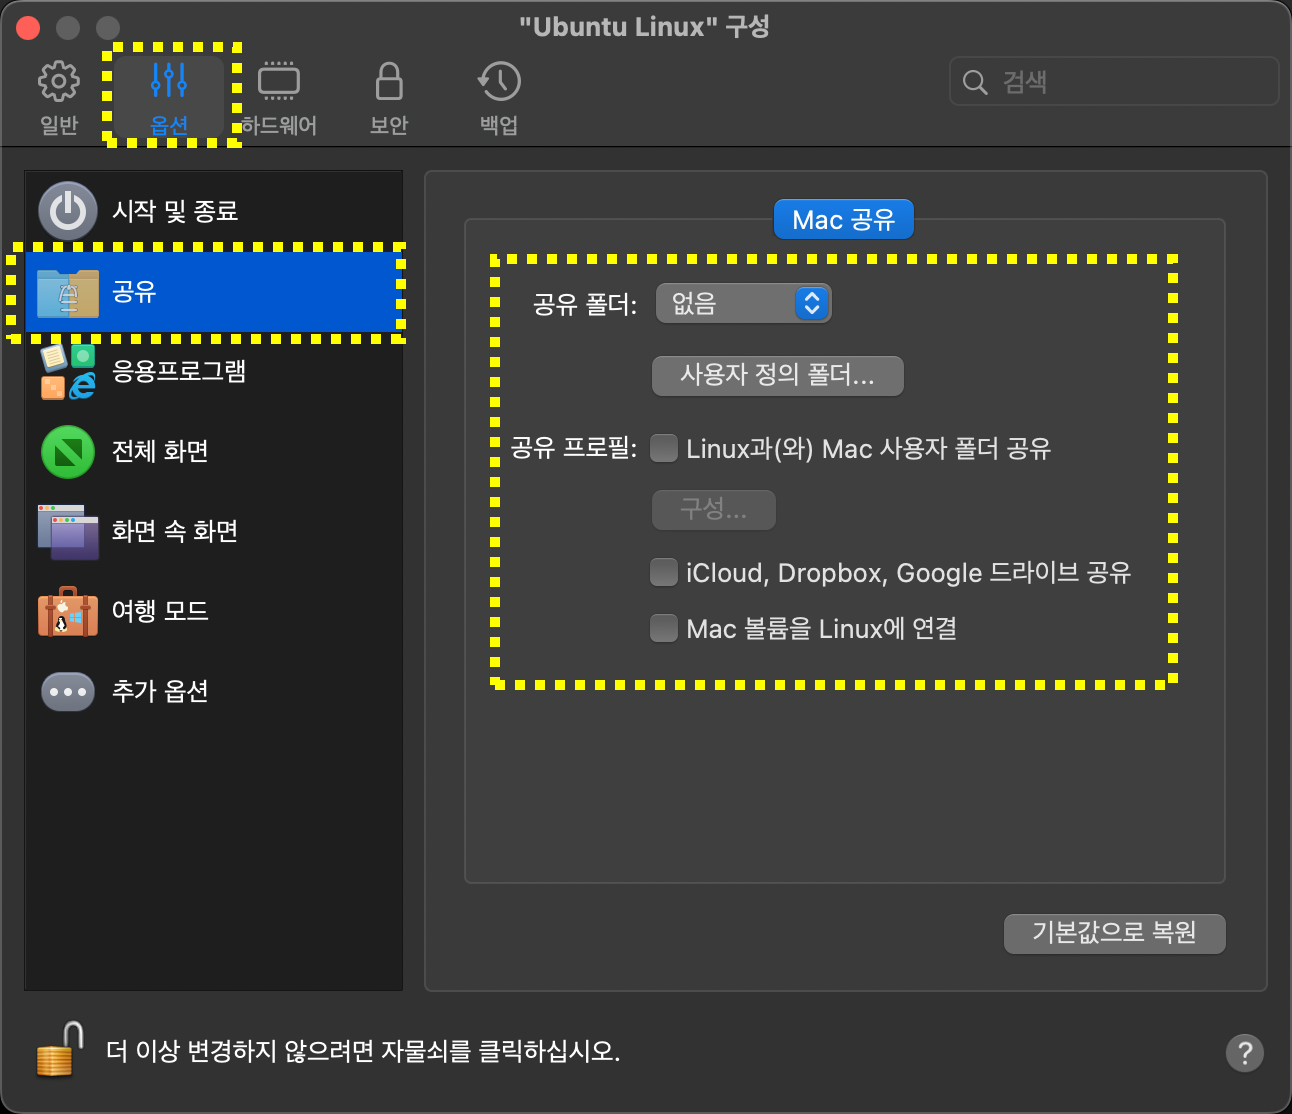 "Ubuntu Linux" 구성
일반
옵션
하드웨어
보안
백업
검색
시작 및 종료
공유
응용프로그램
전체 화면
화면 속 화면
여행 모드
추가 옵션
Mac 공유
공유 폴더: 없음
사용자 정의 폴더...
공유 프로필: Linux과(와) Mac 사용자 폴더 공유
구성...
iCloud, Dropbox, Google 드라이브 공유
Mac 볼륨을 Linux에 연결
기본값으로 복원
더 이상 변경하지 않으려면 자물쇠를 클릭하십시오.
?